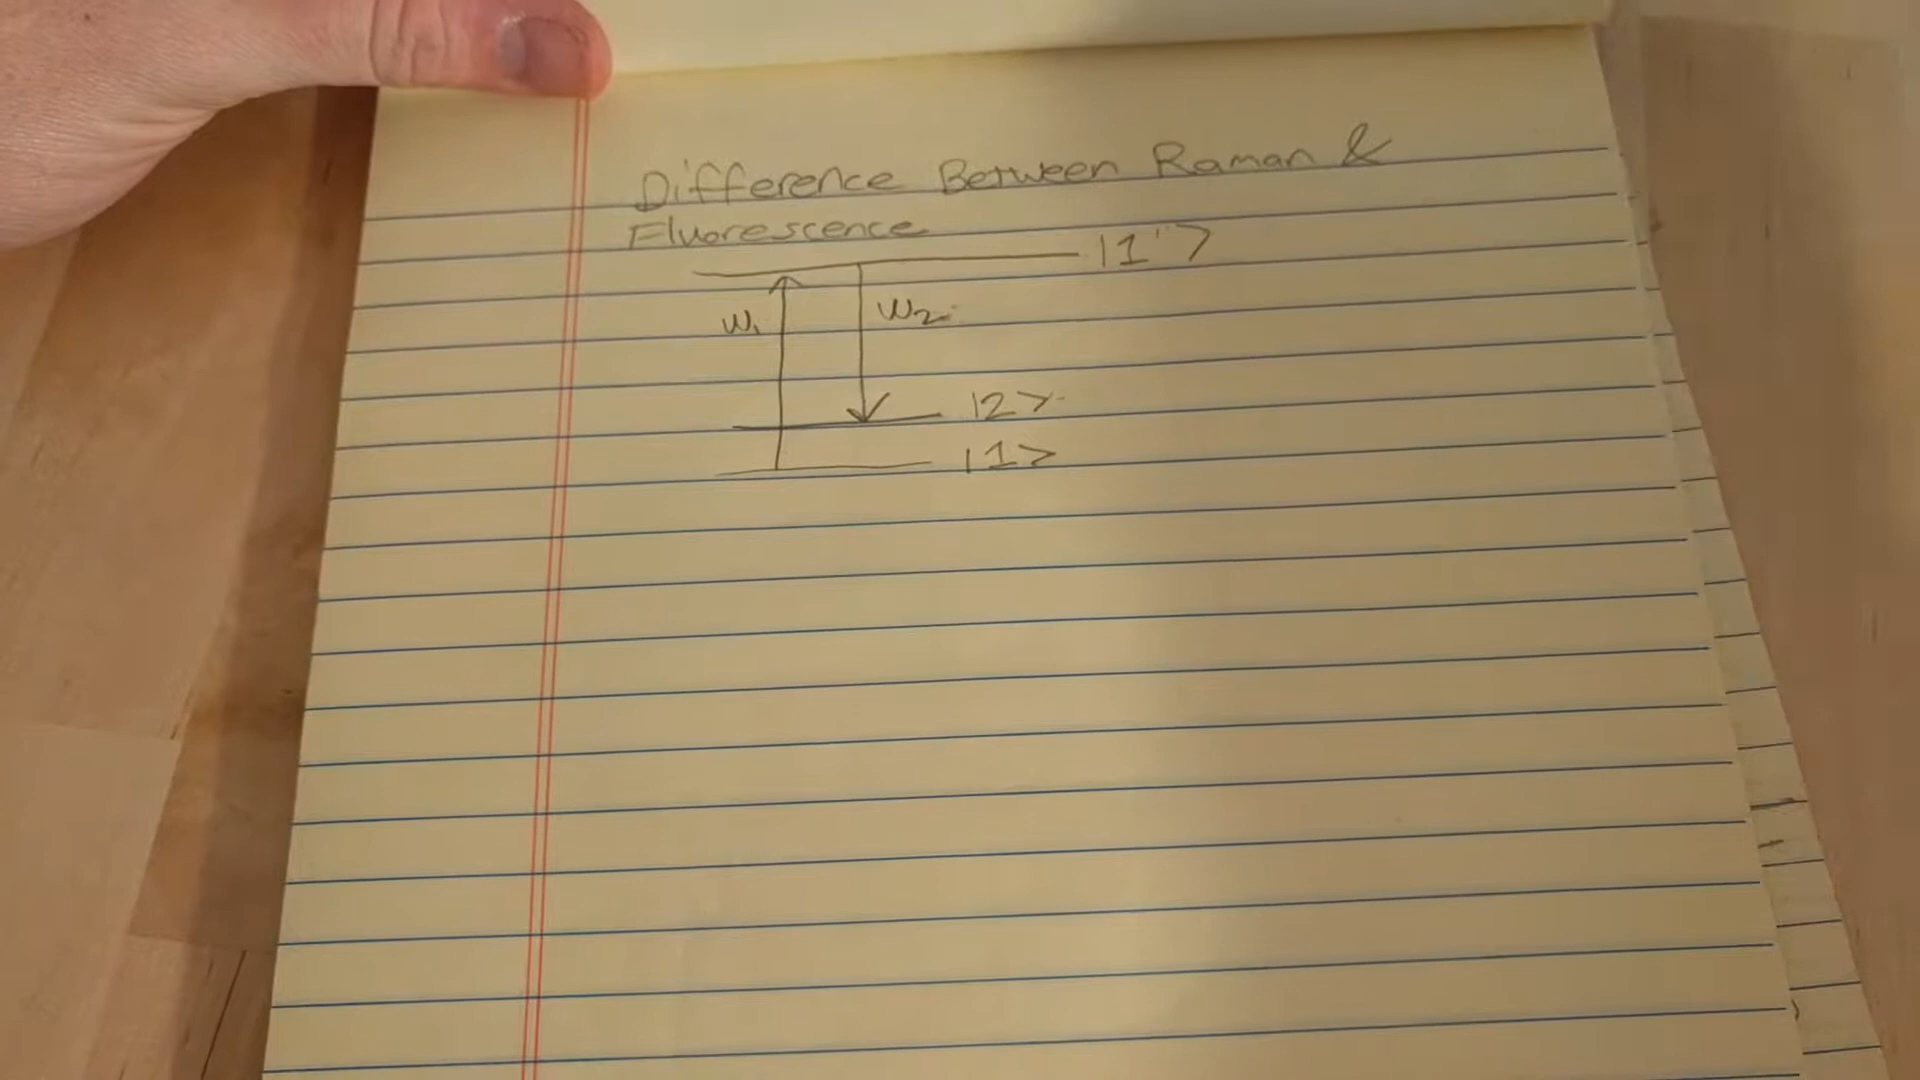 Difference Between Raman &
Fluorescence
|1'>
w1 w2
|2>
|1>